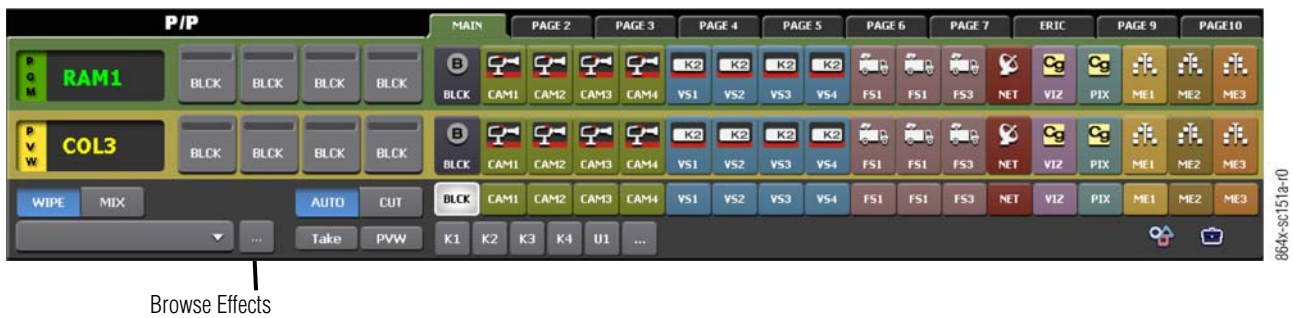 P/P MAIN PAGE 2 PAGE 3 PAGE 4 PAGE 5 PAGE 6 PAGE 7 ERIC PAGE 9 PAGE10
PGM RAM1 BLCK BLCK BLCK BLCK B K2 K2 K2 K2 Cg Cg
BLCK CAM1 CAM2 CAM3 CAM4 VS1 VS2 VS3 VS4 FS1 FS1 FS3 NET VIZ PIX ME1 ME2 ME3
PVW COL3 BLCK BLCK BLCK BLCK B K2 K2 K2 K2 Cg Cg
BLCK CAM1 CAM2 CAM3 CAM4 VS1 VS2 VS3 VS4 FS1 FS1 FS3 NET VIZ PIX ME1 ME2 ME3
WIPE MIX AUTO CUT BLCK CAM1 CAM2 CAM3 CAM4 VS1 VS2 VS3 VS4 FS1 FS1 FS3 NET VIZ PIX ME1 ME2 ME3
... Take PVW K1 K2 K3 K4 U1 ...
Browse Effects
864x-sc151a-r0